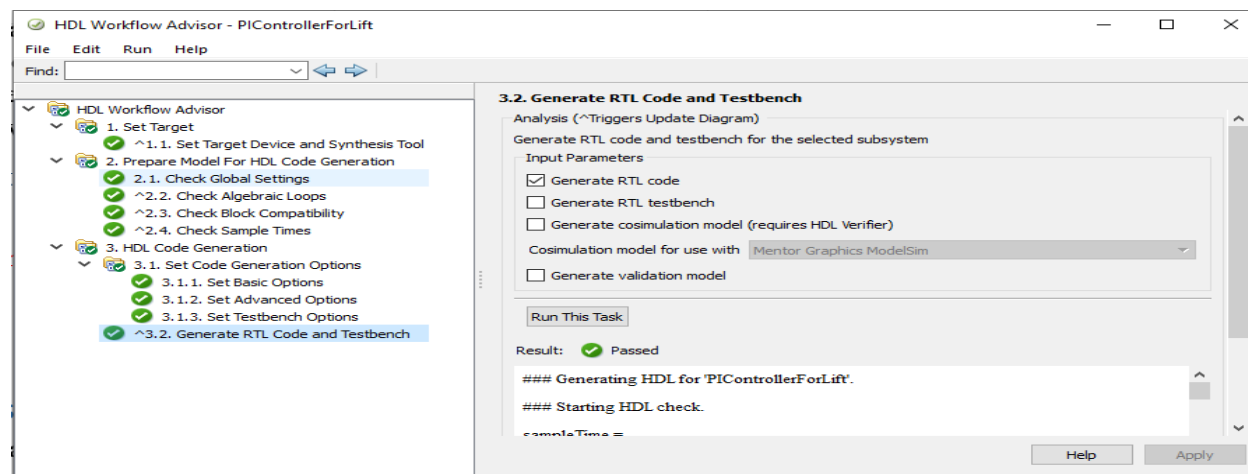 HDL Workflow Advisor - PIControllerForLift
File Edit Run Help
Find:
HDL Workflow Advisor
1. Set Target
^1.1. Set Target Device and Synthesis Tool
2. Prepare Model For HDL Code Generation
2.1. Check Global Settings
^2.2. Check Algebraic Loops
^2.3. Check Block Compatibility
^2.4. Check Sample Times
3. HDL Code Generation
3.1. Set Code Generation Options
3.1.1. Set Basic Options
3.1.2. Set Advanced Options
3.1.3. Set Testbench Options
^3.2. Generate RTL Code and Testbench
3.2. Generate RTL Code and Testbench
Analysis (^Triggers Update Diagram)
Generate RTL code and testbench for the selected subsystem
Input Parameters
Generate RTL code
Generate RTL testbench
Generate cosimulation model (requires HDL Verifier)
Cosimulation model for use with Mentor Graphics ModelSim
Generate validation model
Run This Task
Result: Passed
### Generating HDL for 'PIControllerForLift'.
### Starting HDL check.
sampleTime =
Help Apply